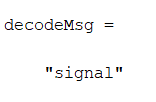 decodeMsg =
"signal"